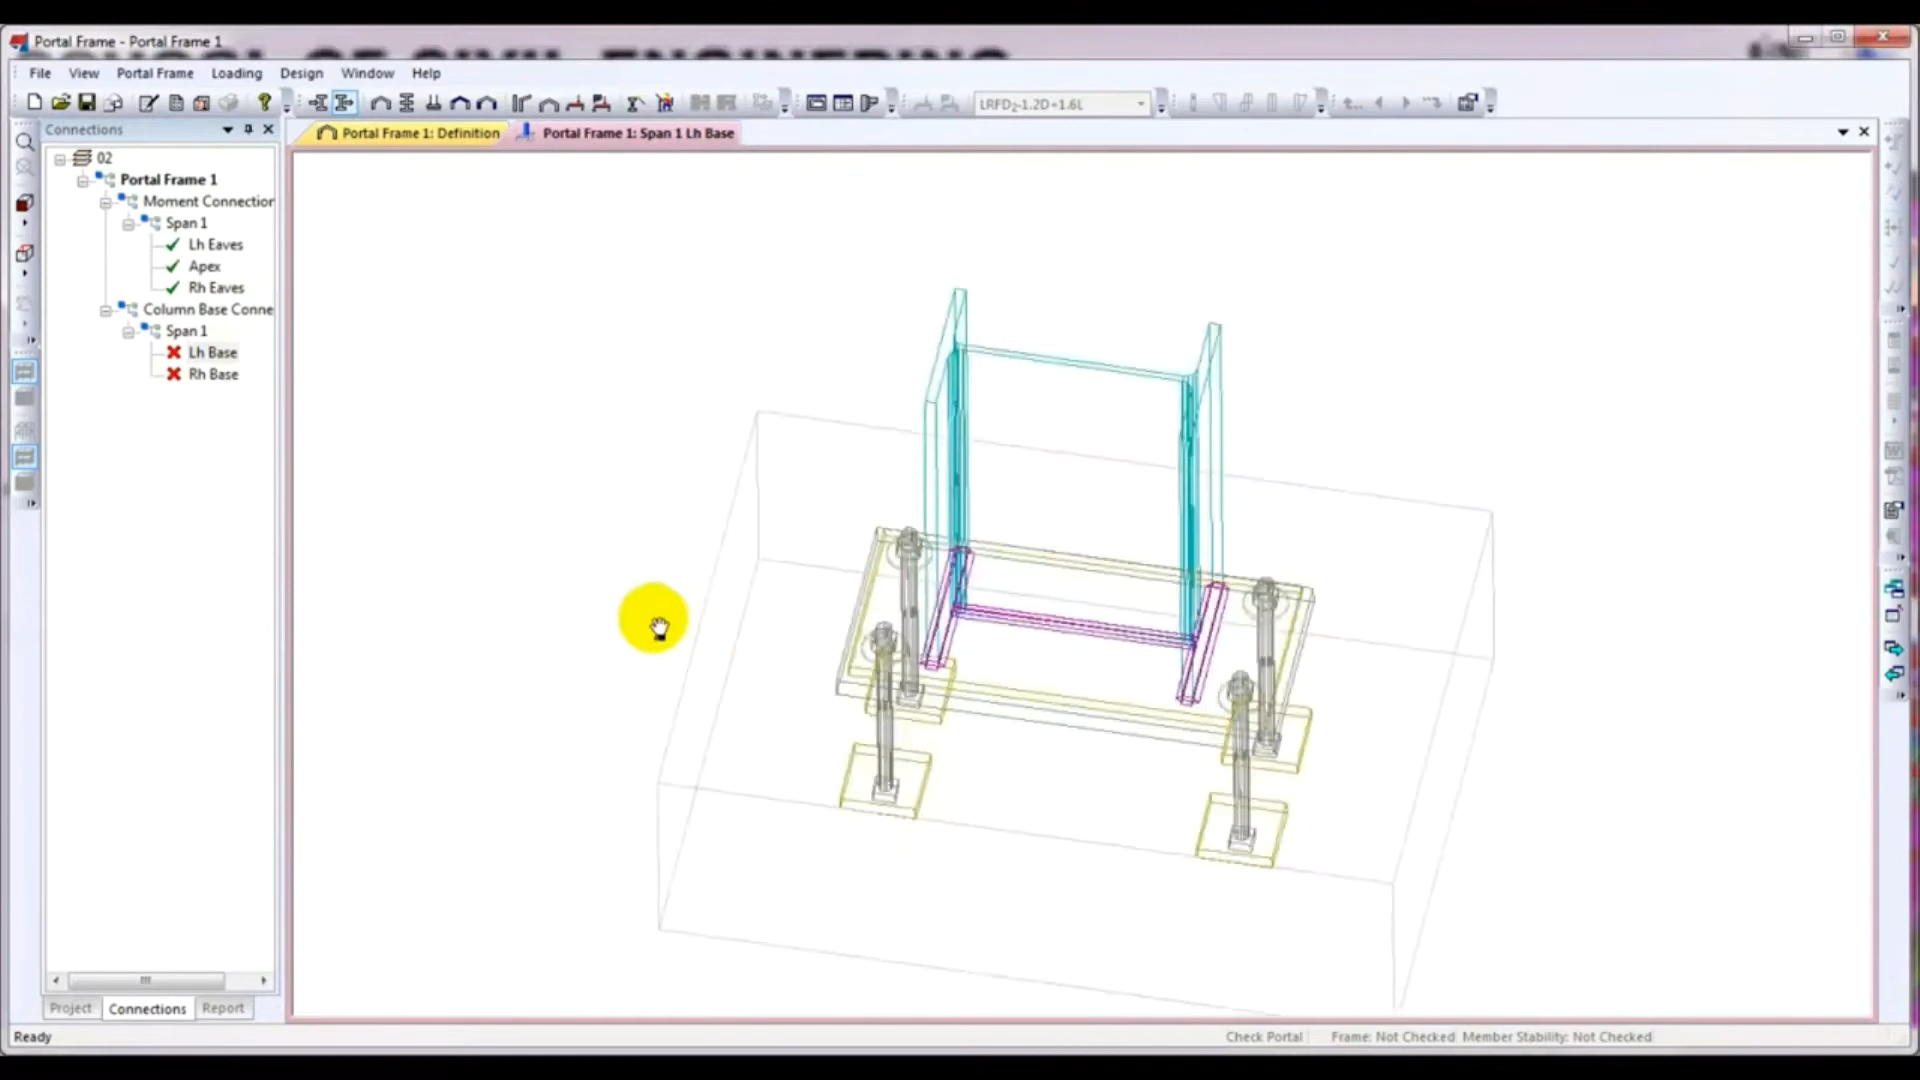 Portal Frame - Portal Frame 1
OF CIVIL ENGINEERING
File View Portal Frame Loading Design Window Help
LRFD2-1.2D+1.6L
Connections
Portal Frame 1: Definition
Portal Frame 1: Span 1 Lh Base
02
Portal Frame 1
Moment Connection
Span 1
Lh Eaves
Apex
Rh Eaves
Column Base Conne
Span 1
Lh Base
Rh Base
Project Connections Report
Ready
Check Portal
Frame: Not Checked Member Stability: Not Checked